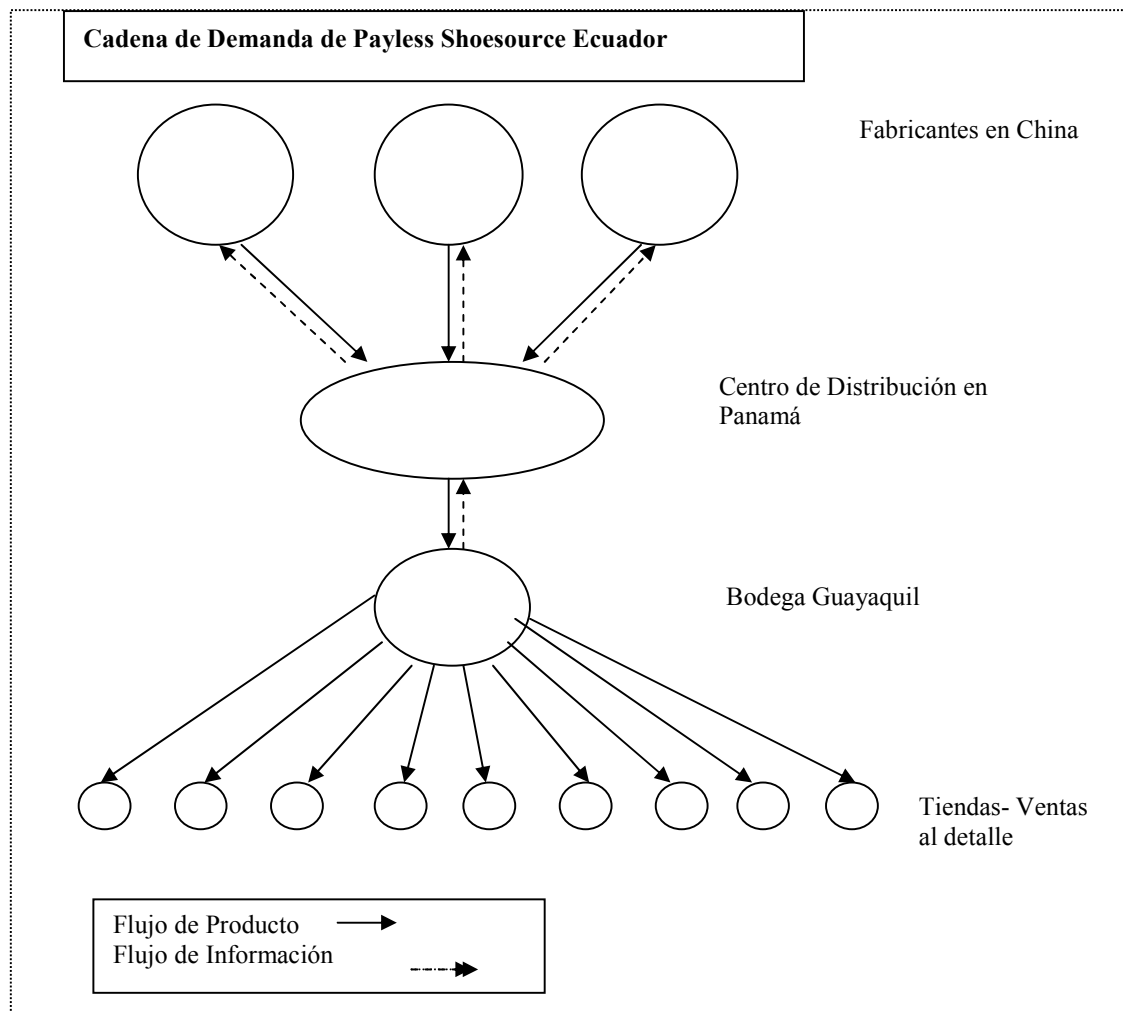 Cadena de Demanda de Payless Shoesource Ecuador
Fabricantes en China
Centro de Distribución en
Panamá
Bodega Guayaquil
Tiendas- Ventas
al detalle
Flujo de Producto
Flujo de Información